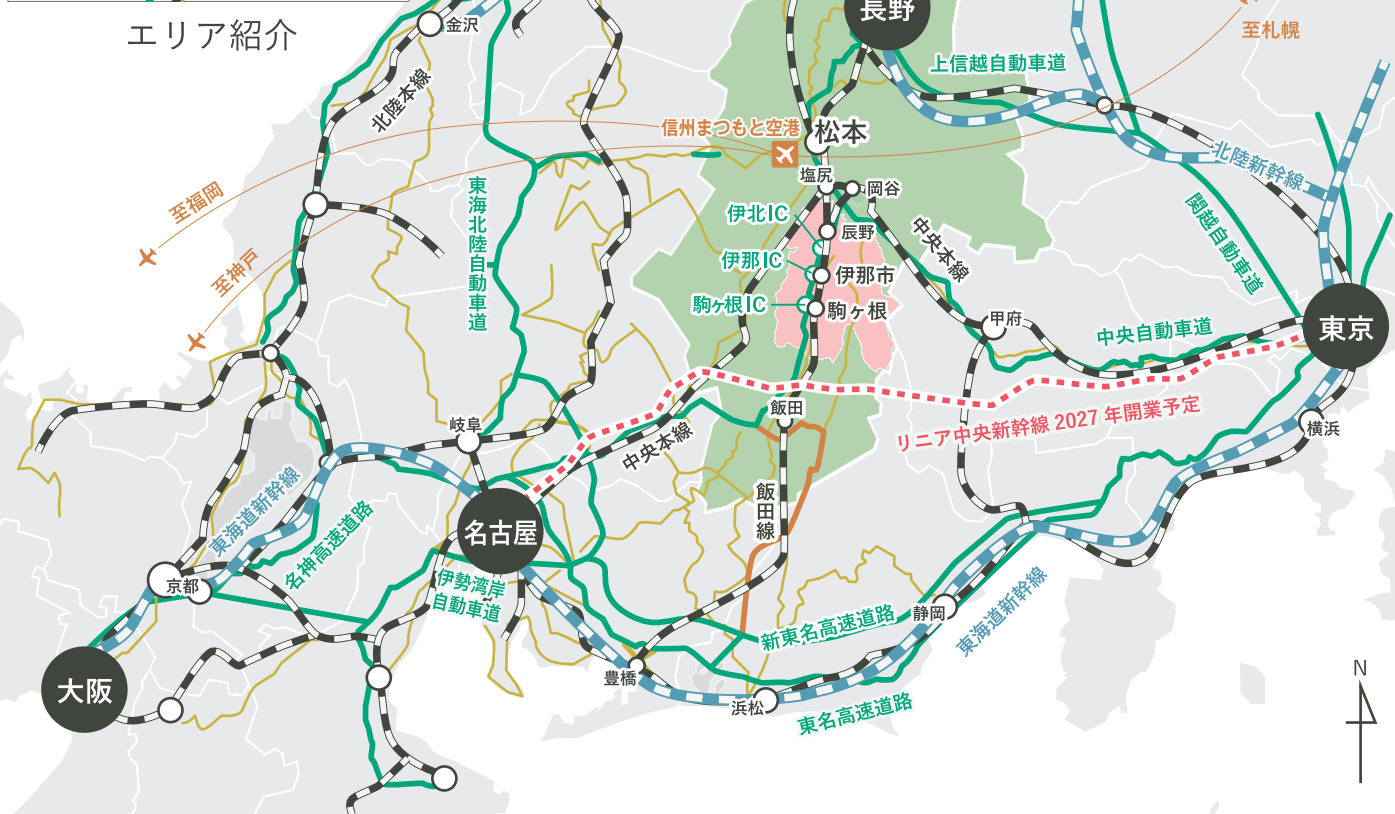 エリア紹介
金沢
北陸本線
長野
上信越自動車道
至札幌
信州まつもと空港
松本
塩尻
岡谷
北陸新幹線
関越自動車道
至福岡
至神戸
東海北陸自動車道
伊北IC
辰野
伊那IC
伊那市
駒ヶ根IC
駒ヶ根
中央本線
甲府
中央自動車道
東京
リニア中央新幹線 2027 年開業予定
横浜
岐阜
中央本線
飯田
飯田線
名古屋
東海道新幹線
名神高速道路
京都
伊勢湾岸
自動車道
大阪
新東名高速道路
静岡
東海道新幹線
豊橋
浜松
東名高速道路
N